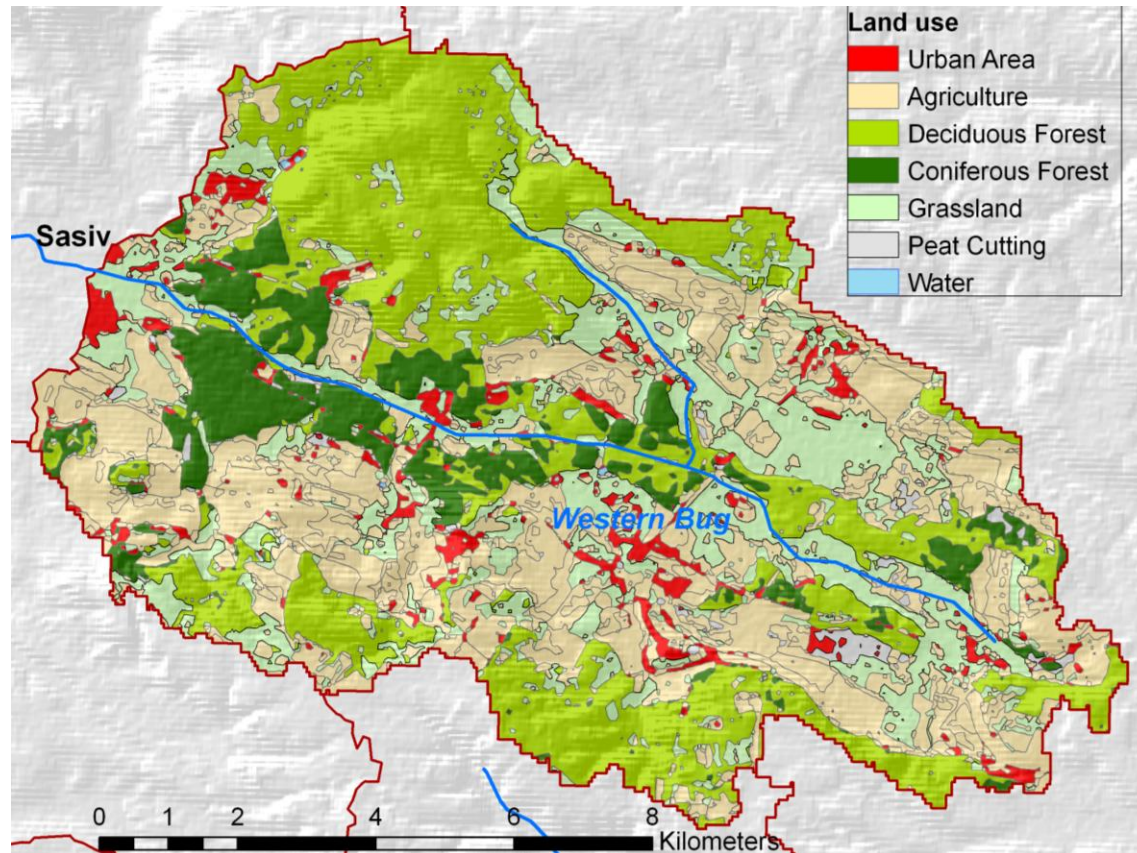 Land use
Urban Area
Agriculture
Deciduous Forest
Coniferous Forest
Grassland
Peat Cutting
Water
Sasiv
Western Bug
0 1 2 4 6 8
Kilometers